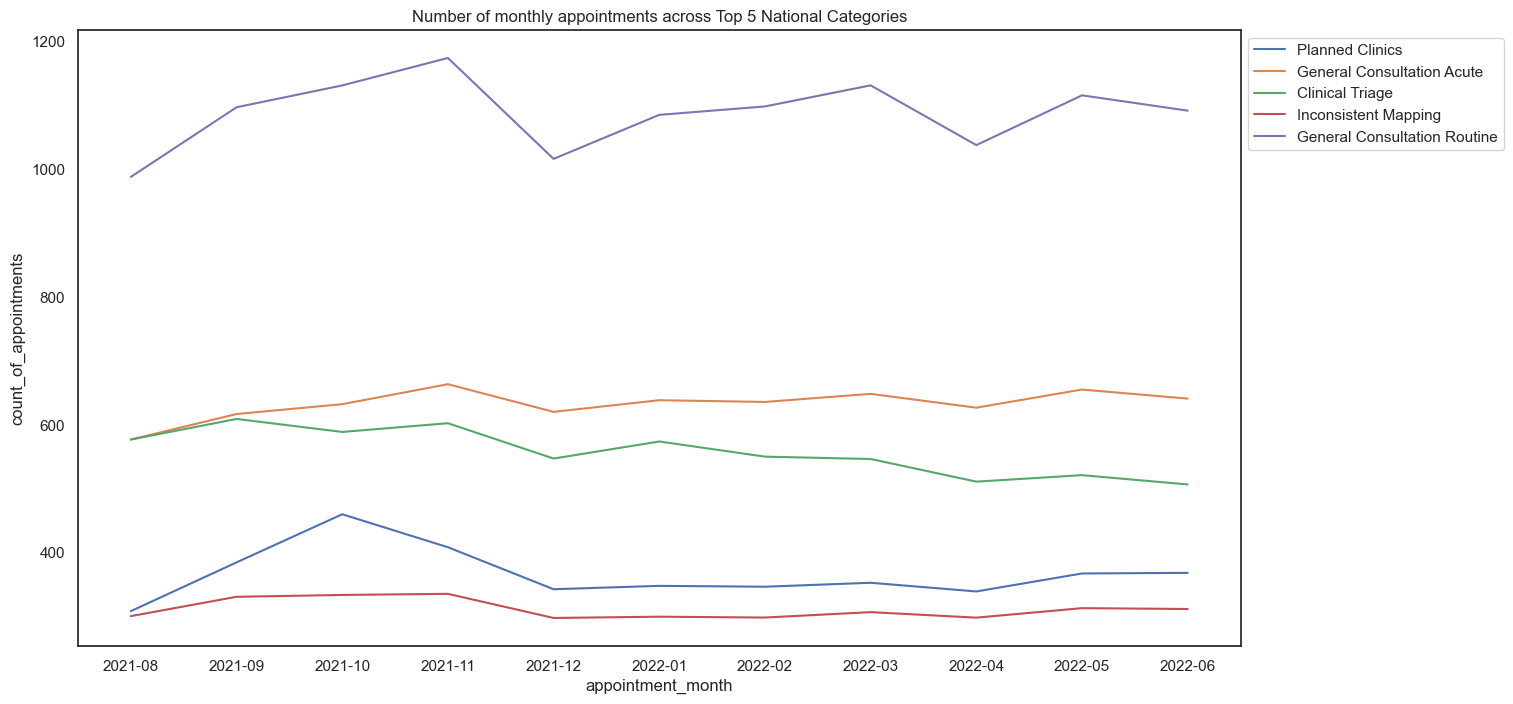 Number of monthly appointments across Top 5 National Categories
1200
1000
800
600
400
count_of_appointments
2021-08 2021-09 2021-10 2021-11 2021-12 2022-01 2022-02 2022-03 2022-04 2022-05 2022-06
appointment_month
Planned Clinics
General Consultation Acute
Clinical Triage
Inconsistent Mapping
General Consultation Routine